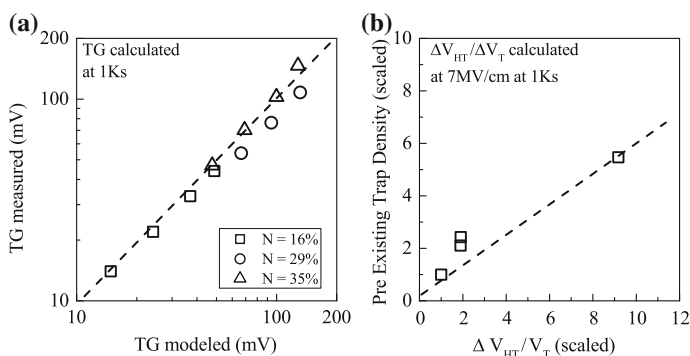 (a)
TG measured (mV)
200
100
10
TG calculated
at 1Ks
N = 16%
N = 29%
N = 35%
10
100
200
TG modeled (mV)
(b)
Pre Existing Trap Density (scaled)
10
8
6
4
2
0
ΔV_HT/ΔV_T calculated
at 7MV/cm at 1Ks
0 2 4 6 8 10 12
Δ V_HT/V_T (scaled)